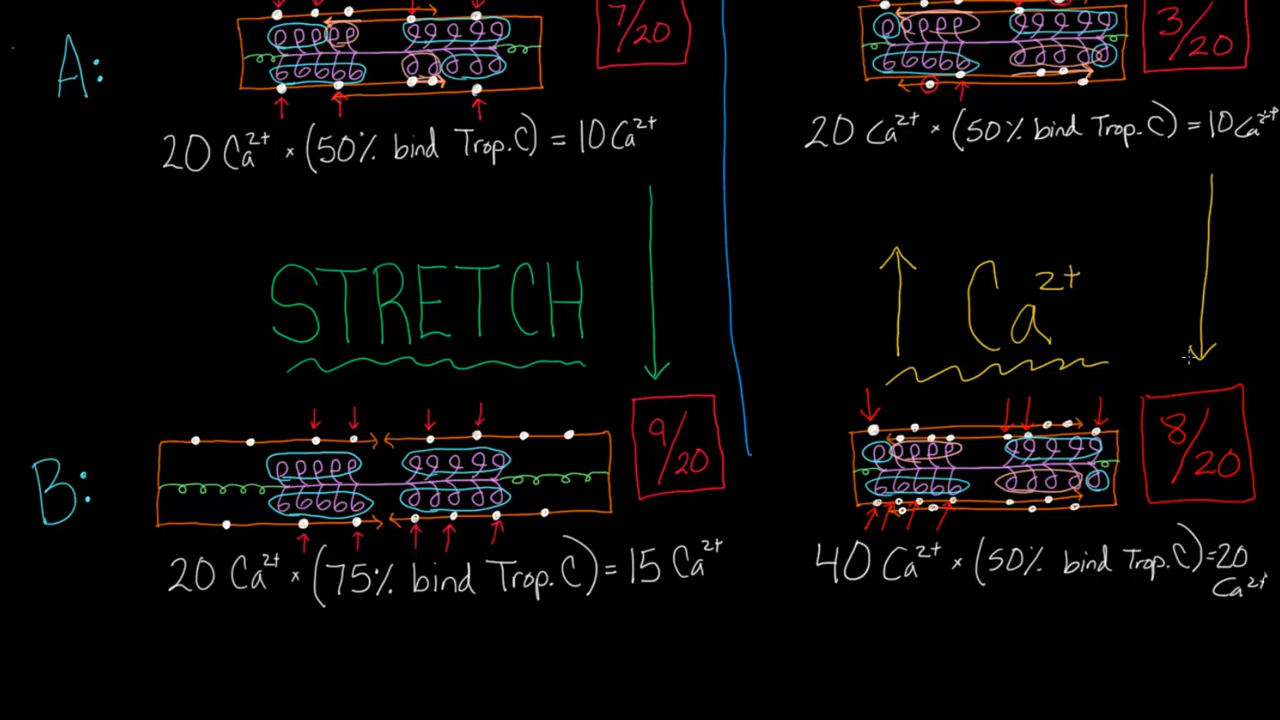 A:
7/20
20 Ca2+ × (50% bind Trop. C) = 10 Ca2+
3/20
20 Ca2+ × (50% bind Trop. C) = 10 Ca2+
STRETCH
↑ Ca2+
B:
9/20
20 Ca2+ × (75% bind Trop. C) = 15 Ca2+
8/20
40 Ca2+ × (50% bind Trop. C) = 20
Ca2+